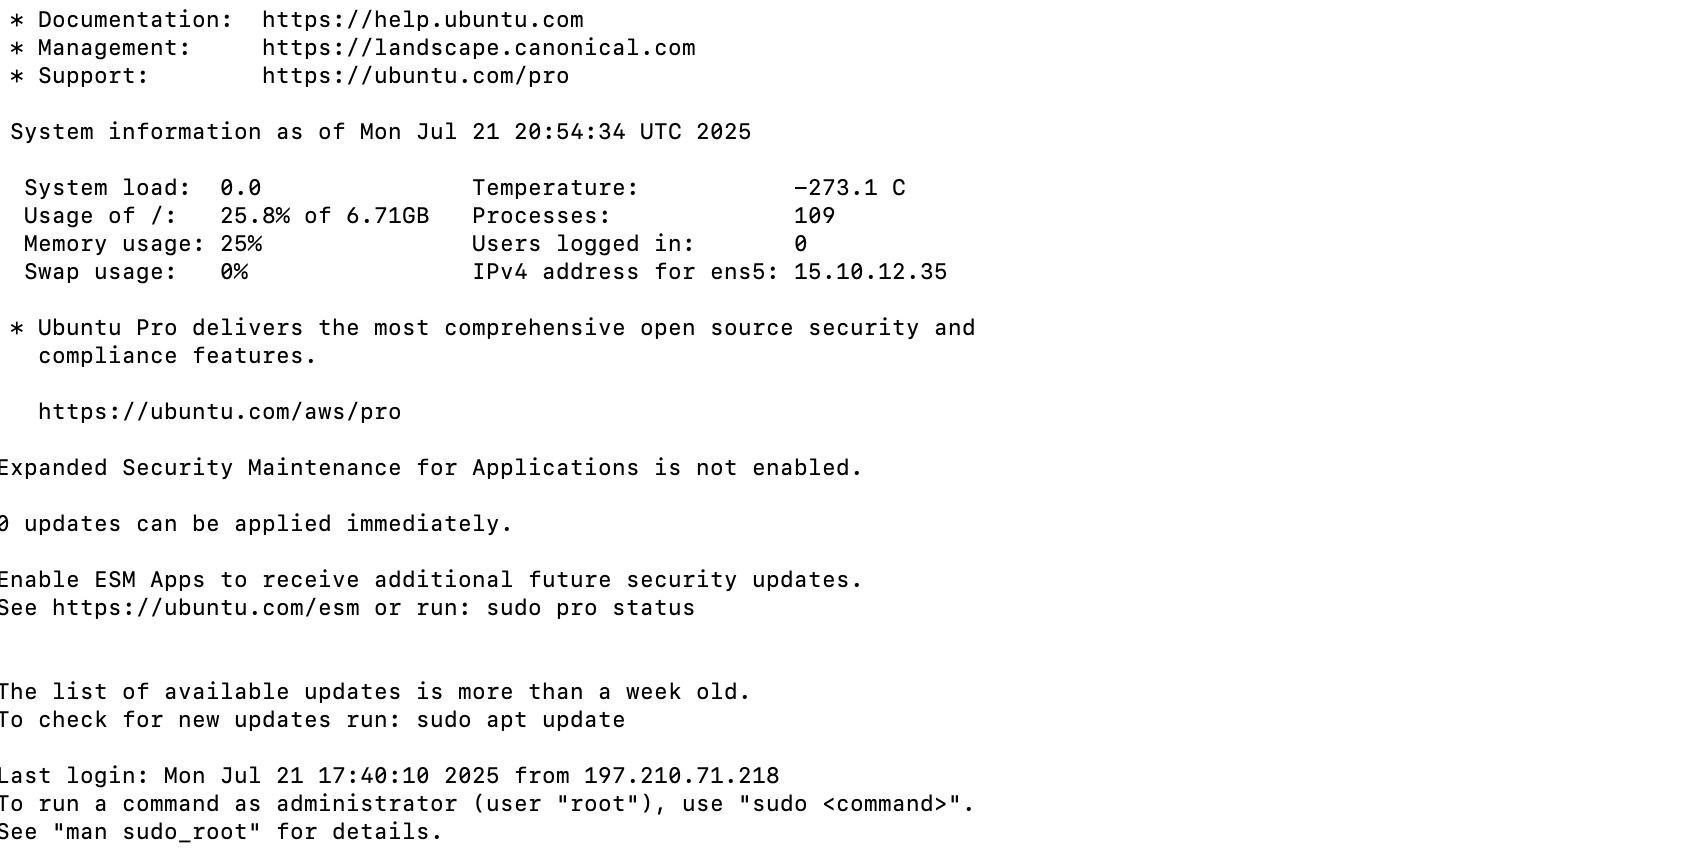 * Documentation:  https://help.ubuntu.com
* Management:     https://landscape.canonical.com
* Support:        https://ubuntu.com/pro
System information as of Mon Jul 21 20:54:34 UTC 2025
System load:  0.0               Temperature:           -273.1 C
Usage of /:   25.8% of 6.71GB   Processes:             109
Memory usage: 25%               Users logged in:       0
Swap usage:   0%                IPv4 address for ens5: 15.10.12.35
* Ubuntu Pro delivers the most comprehensive open source security and
compliance features.
https://ubuntu.com/aws/pro
Expanded Security Maintenance for Applications is not enabled.
0 updates can be applied immediately.
Enable ESM Apps to receive additional future security updates.
See https://ubuntu.com/esm or run: sudo pro status
The list of available updates is more than a week old.
To check for new updates run: sudo apt update
Last login: Mon Jul 21 17:40:10 2025 from 197.210.71.218
To run a command as administrator (user "root"), use "sudo <command>".
See "man sudo_root" for details.